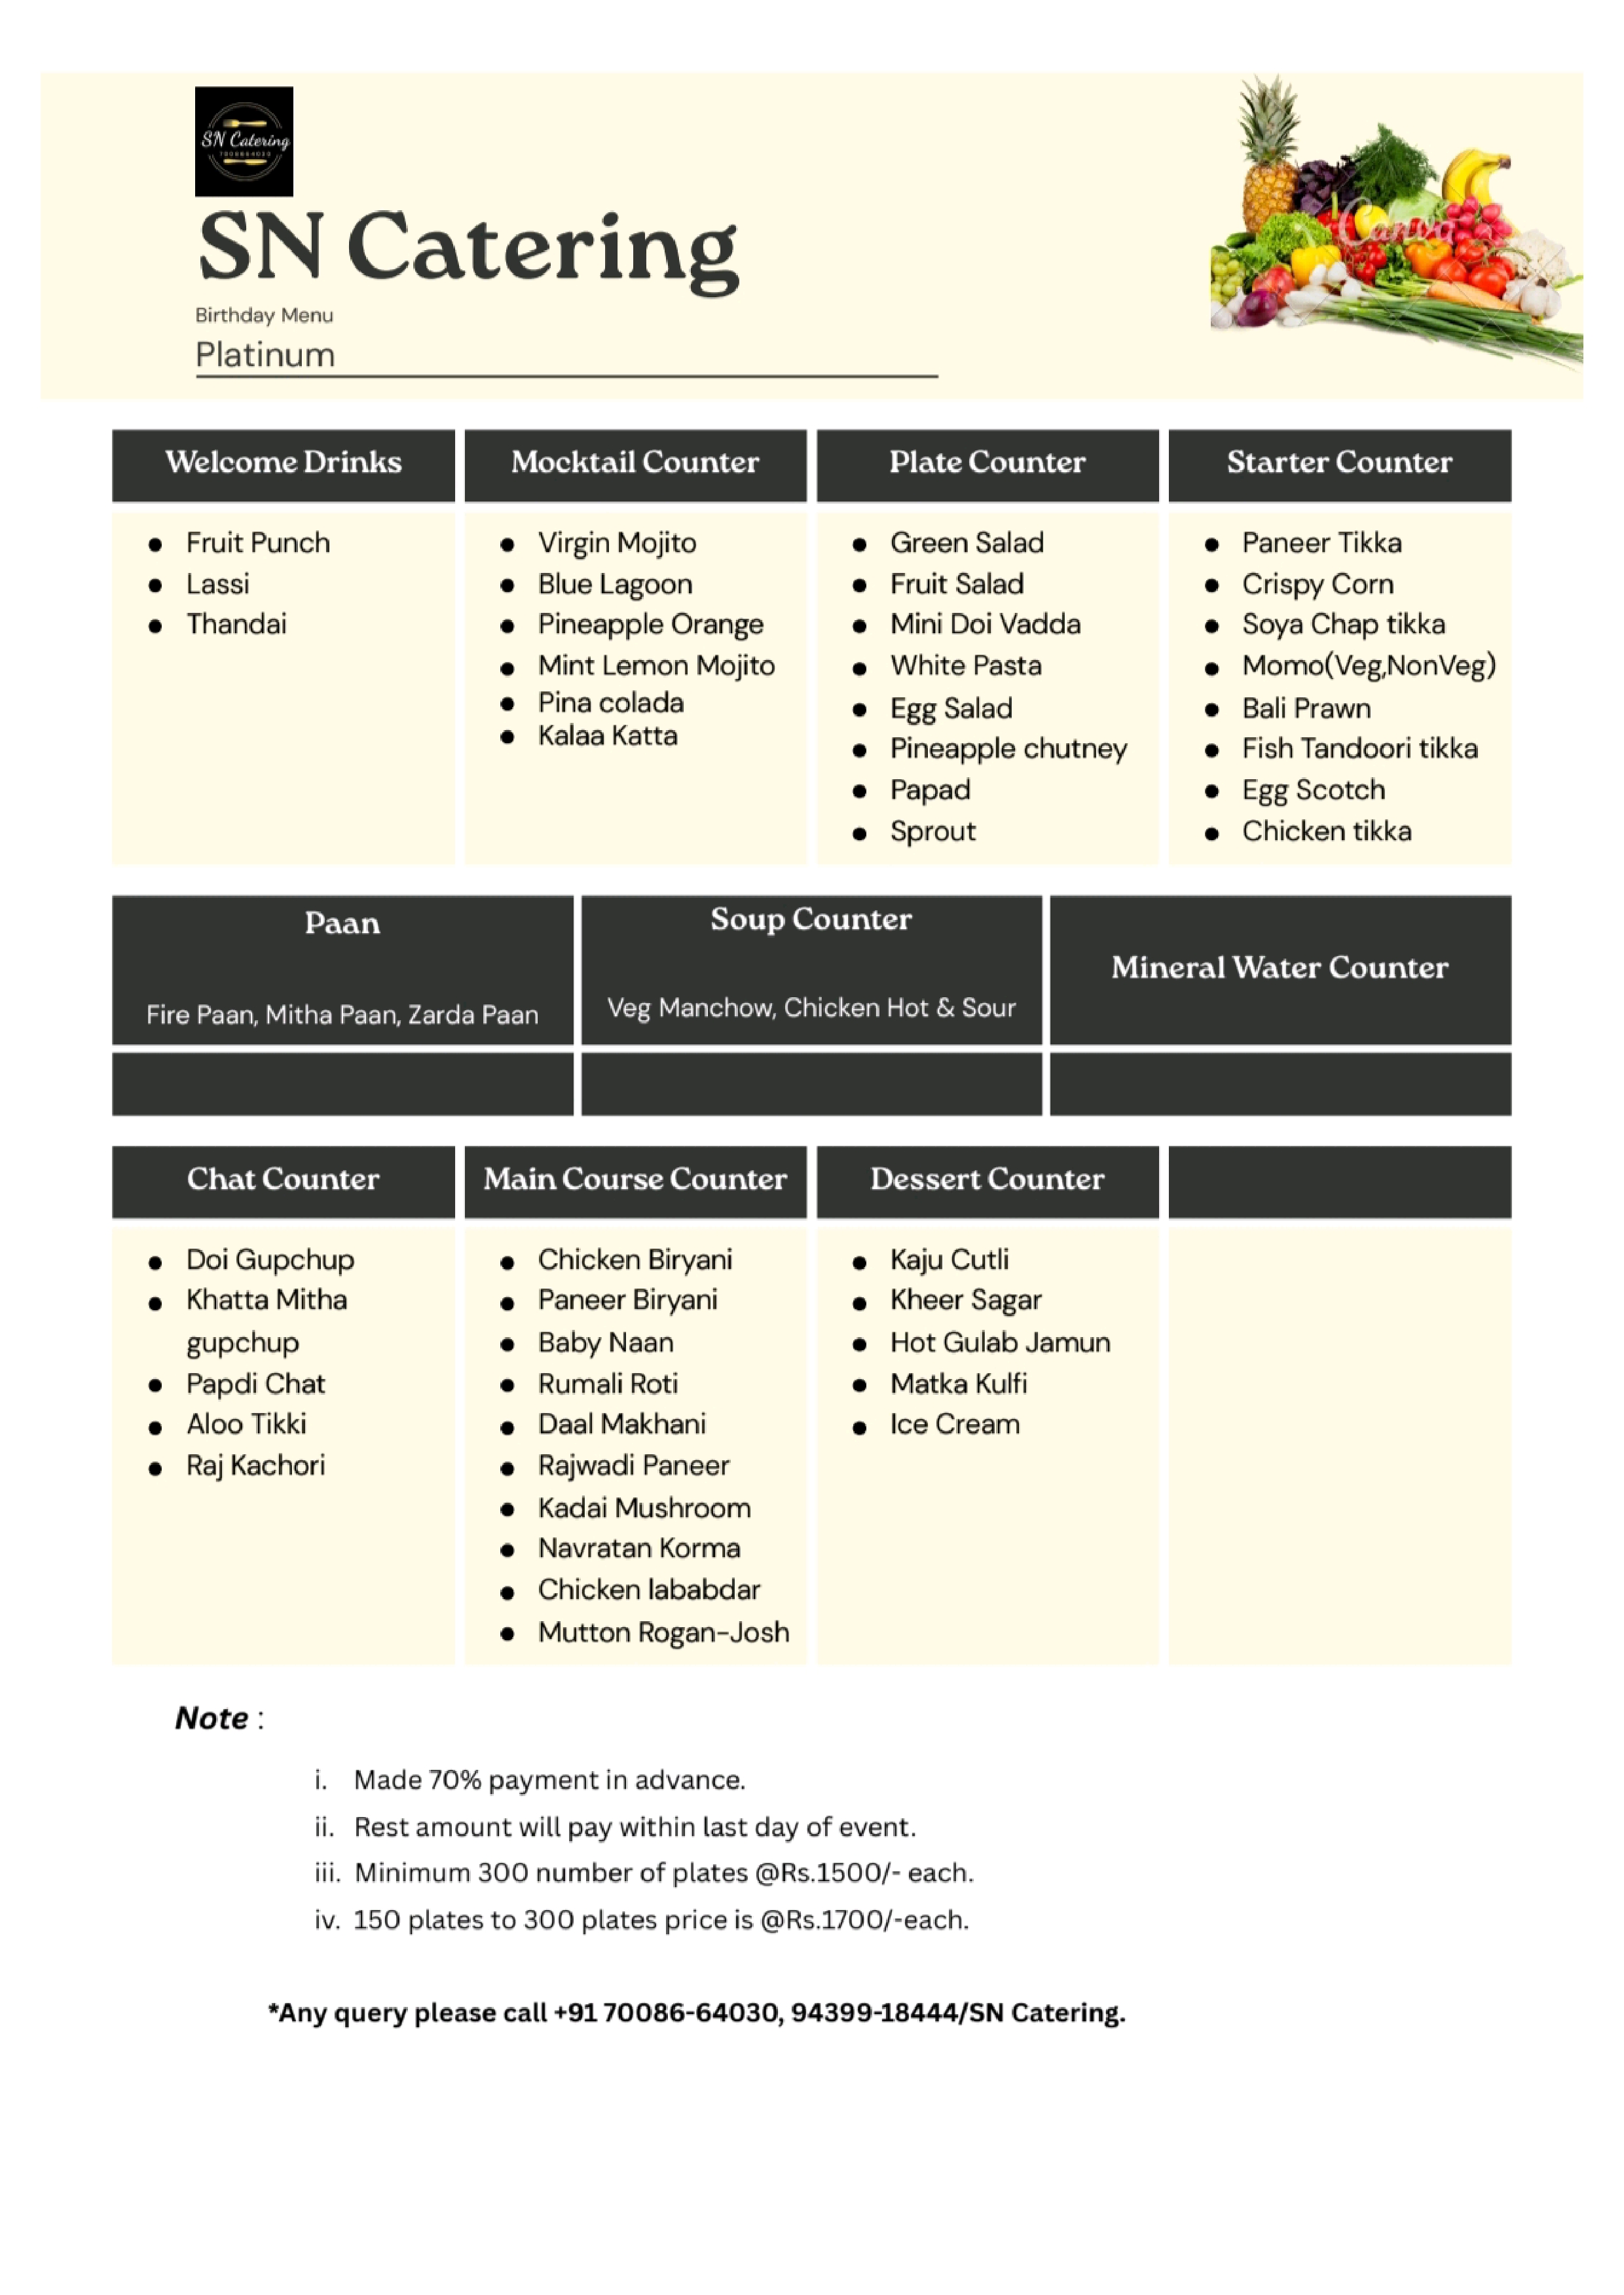 SN Catering
7008664030
SN Catering
Birthday Menu
Platinum
Canva
Welcome Drinks
Fruit Punch
Lassi
Thandai
Mocktail Counter
Virgin Mojito
Blue Lagoon
Pineapple Orange
Mint Lemon Mojito
Pina colada
Kalaa Katta
Plate Counter
Green Salad
Fruit Salad
Mini Doi Vadda
White Pasta
Egg Salad
Pineapple chutney
Papad
Sprout
Starter Counter
Paneer Tikka
Crispy Corn
Soya Chap tikka
Momo(Veg,NonVeg)
Bali Prawn
Fish Tandoori tikka
Egg Scotch
Chicken tikka
Paan
Fire Paan, Mitha Paan, Zarda Paan
Soup Counter
Veg Manchow, Chicken Hot & Sour
Mineral Water Counter
Chat Counter
Doi Gupchup
Khatta Mitha
gupchup
Papdi Chat
Aloo Tikki
Raj Kachori
Main Course Counter
Chicken Biryani
Paneer Biryani
Baby Naan
Rumali Roti
Daal Makhani
Rajwadi Paneer
Kadai Mushroom
Navratan Korma
Chicken lababdar
Mutton Rogan-Josh
Dessert Counter
Kaju Cutli
Kheer Sagar
Hot Gulab Jamun
Matka Kulfi
Ice Cream
Note :
i. Made 70% payment in advance.
ii. Rest amount will pay within last day of event.
iii. Minimum 300 number of plates @Rs.1500/- each.
iv. 150 plates to 300 plates price is @Rs.1700/-each.
*Any query please call +91 70086-64030, 94399-18444/SN Catering.